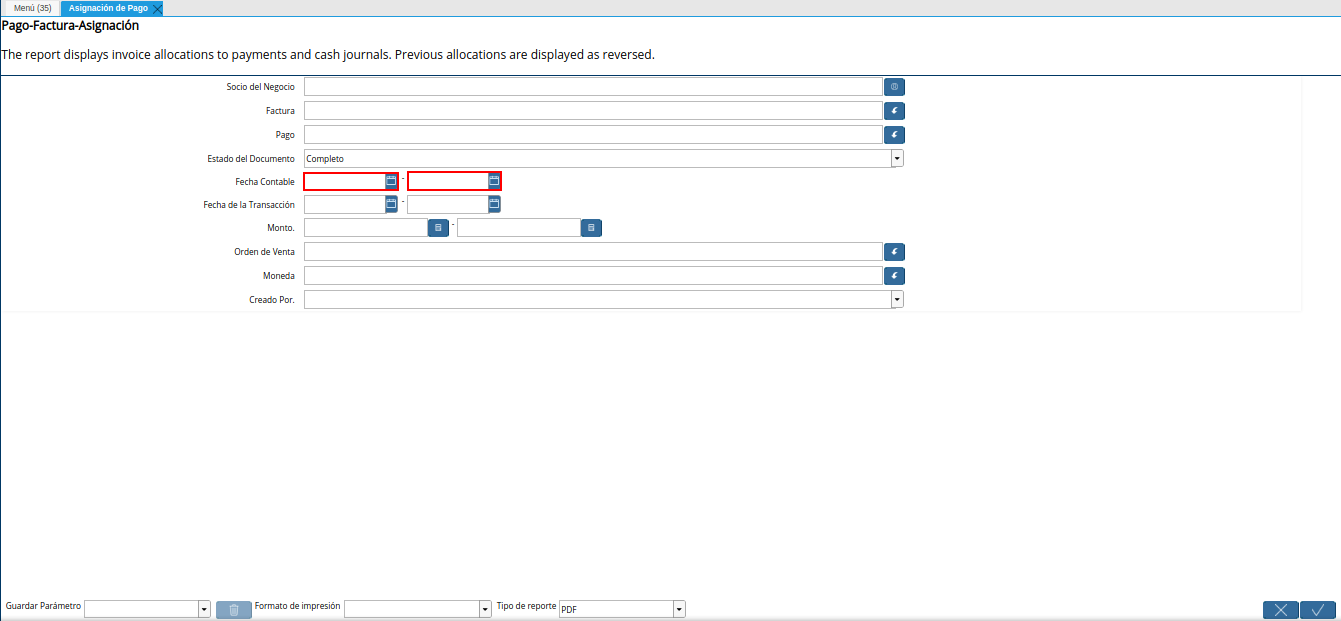 Menú (35) Asignación de Pago
Pago-Factura-Asignación
The report displays invoice allocations to payments and cash journals. Previous allocations are displayed as reversed.
Socio del Negocio
Factura
Pago
Estado del Documento Completo
Fecha Contable -
Fecha de la Transacción -
Monto. -
Orden de Venta
Moneda
Creado Por.
Guardar Parámetro Formato de impresión Tipo de reporte PDF